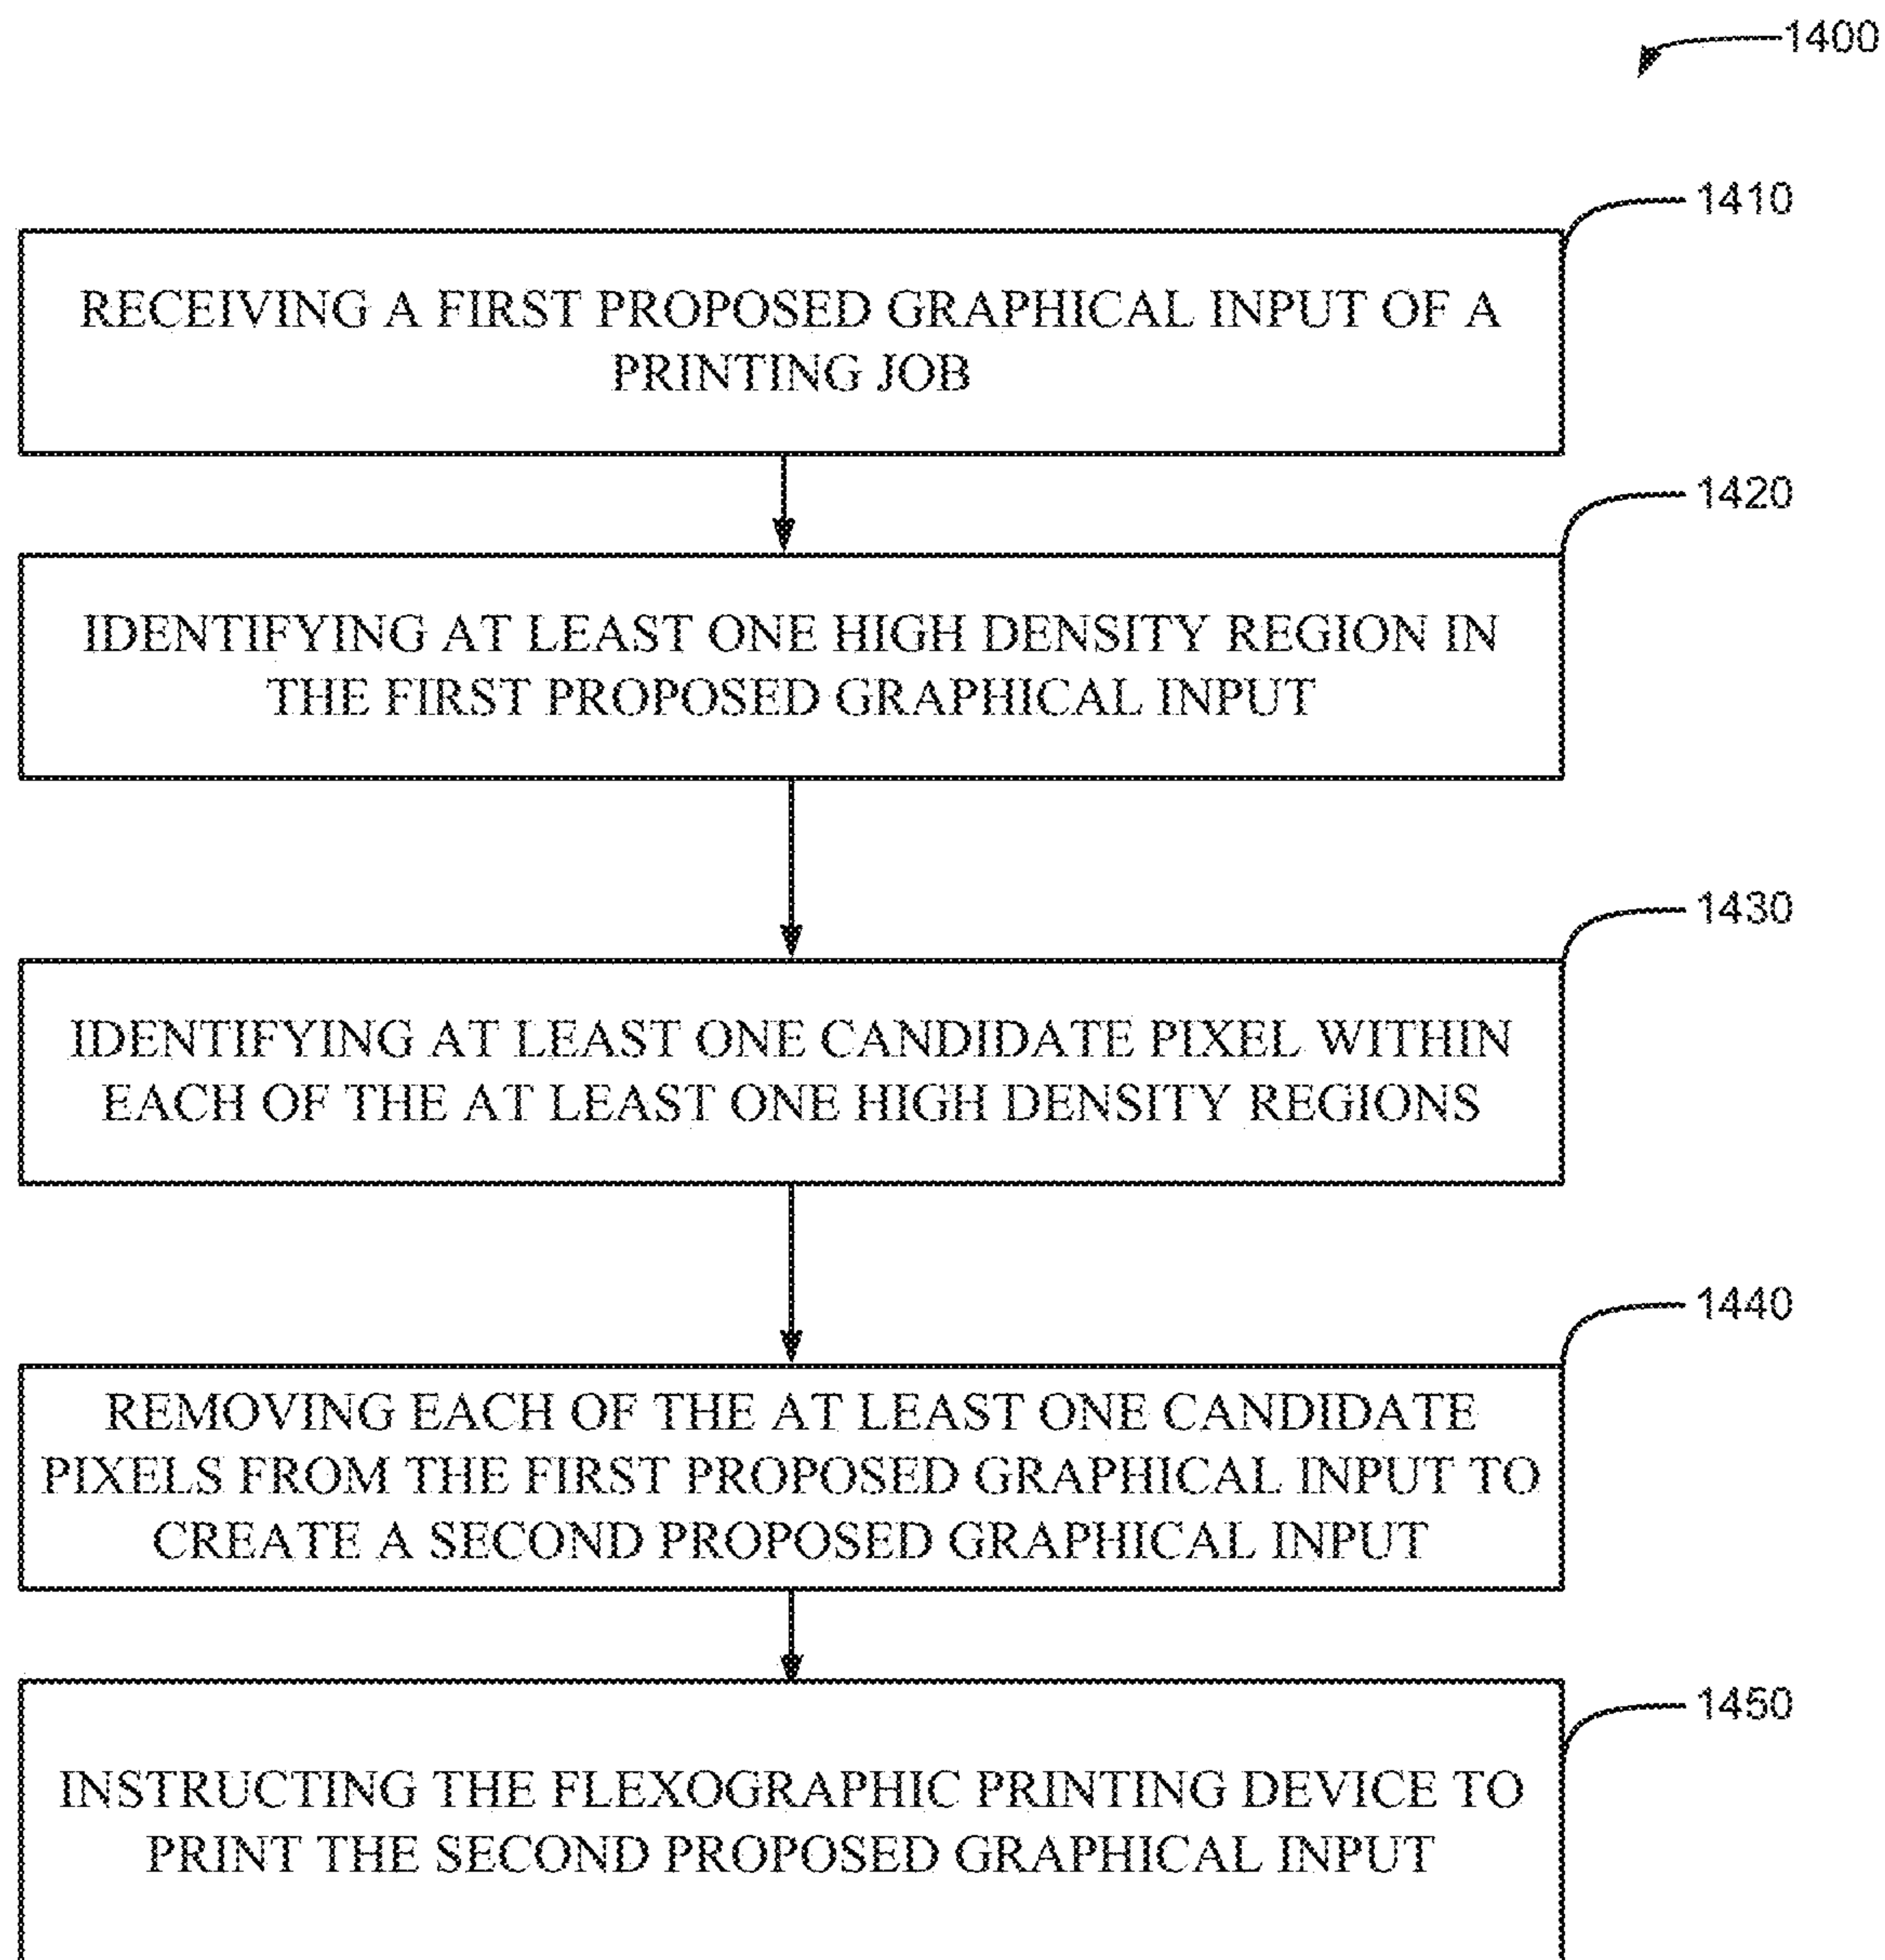 1400
1410
RECEIVING A FIRST PROPOSED GRAPHICAL INPUT OF A
PRINTING JOB
1420
IDENTIFYING AT LEAST ONE HIGH DENSITY REGION IN
THE FIRST PROPOSED GRAPHICAL INPUT
1430
IDENTIFYING AT LEAST ONE CANDIDATE PIXEL WITHIN
EACH OF THE AT LEAST ONE HIGH DENSITY REGIONS
1440
REMOVING EACH OF THE AT LEAST ONE CANDIDATE
PIXELS FROM THE FIRST PROPOSED GRAPHICAL INPUT TO
CREATE A SECOND PROPOSED GRAPHICAL INPUT
1450
INSTRUCTING THE FLEXOGRAPHIC PRINTING DEVICE TO
PRINT THE SECOND PROPOSED GRAPHICAL INPUT